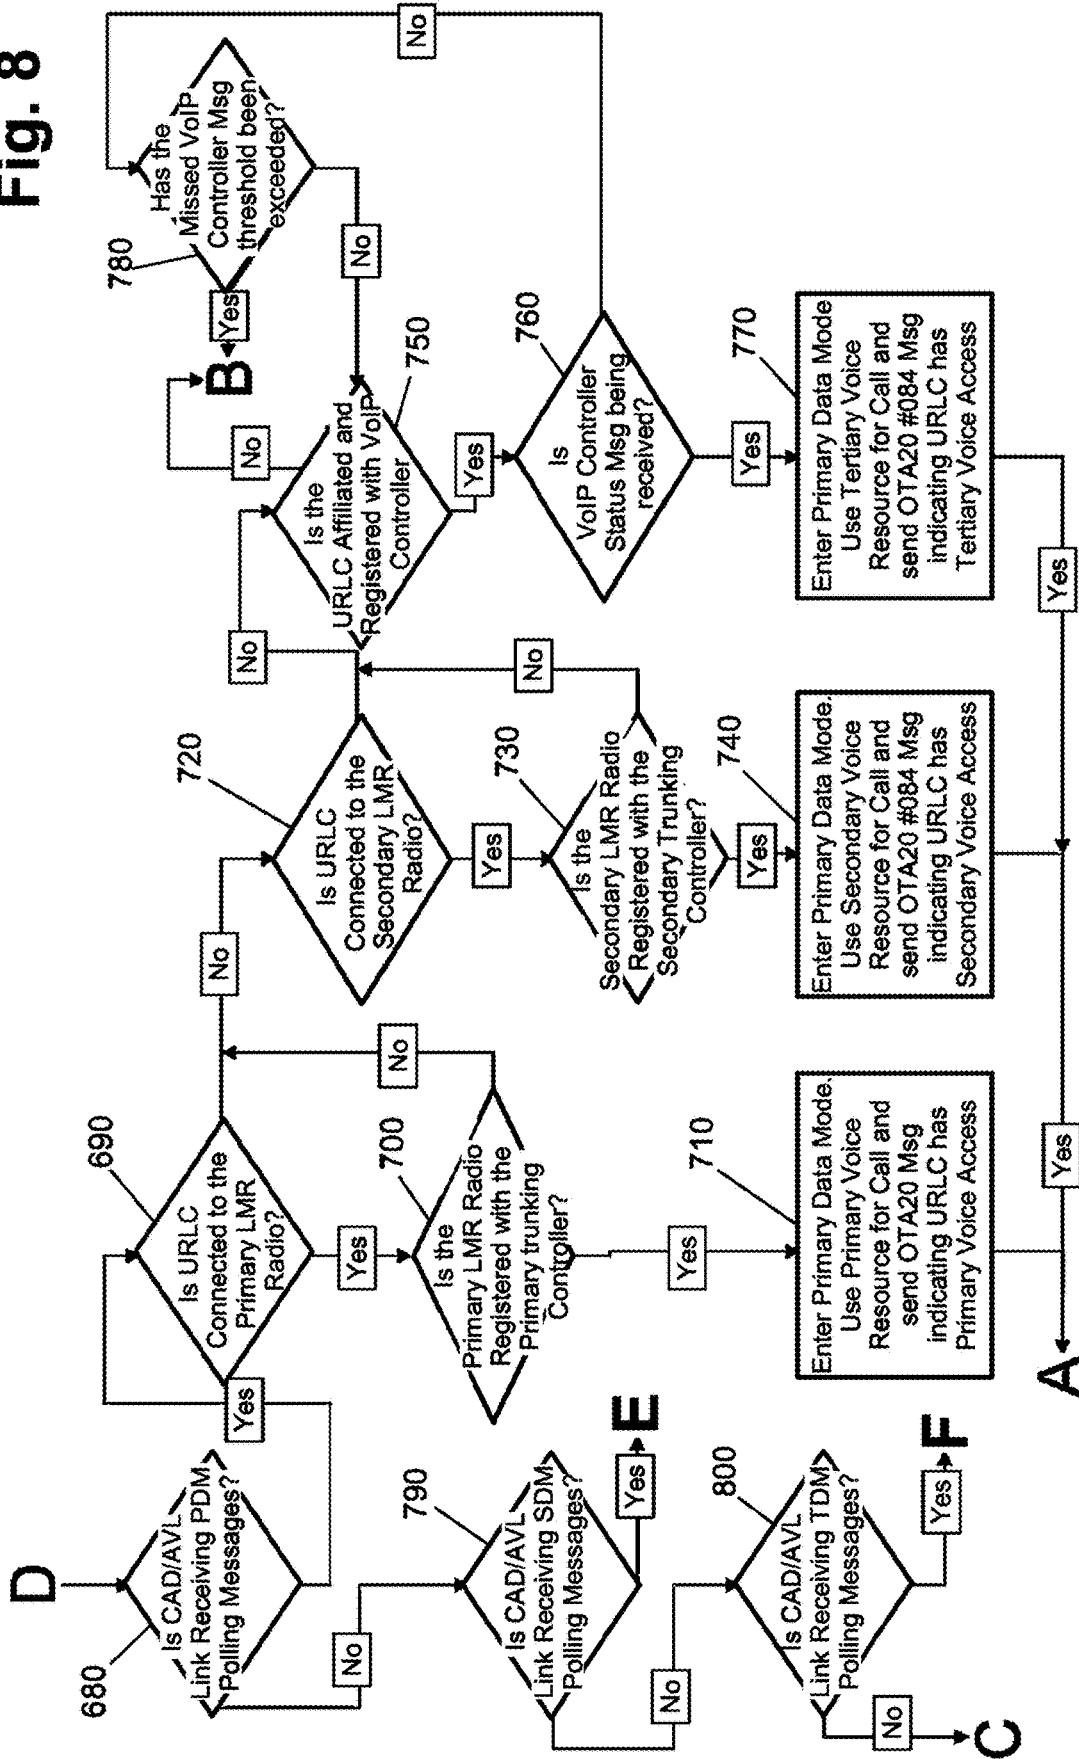 Fig. 8
D
680
Is CAD/AVL
Link Receiving PDM
Polling Messages?
Yes
No
790
Is CAD/AVL
Link Receiving SDM
Polling Messages?
Yes
E
No
800
Is CAD/AVL
Link Receiving TDM
Polling Messages?
Yes
F
No
C
690
Is URLC
Connected to the
Primary LMR
Radio?
No
Yes
700
Is the
Primary LMR Radio
Registered with the
Primary trunking
Controller?
No
Yes
710
Enter Primary Data Mode.
Use Primary Voice
Resource for Call and
send OTA20 Msg
indicating URLC has
Primary Voice Access
Yes
A
720
Is URLC
Connected to the
Secondary LMR
Radio?
No
Yes
730
Is the
Secondary LMR Radio
Registered with the
Secondary Trunking
Controller?
No
Yes
740
Enter Primary Data Mode.
Use Secondary Voice
Resource for Call and
send OTA20 #084 Msg
indicating URLC has
Secondary Voice Access
750
Is the
URLC Affiliated and
Registered with VoIP
Controller
No
B
Yes
760
Is
VoIP Controller
Status Msg being
received?
No
Yes
770
Enter Primary Data Mode
Use Tertiary Voice
Resource for Call and
send OTA20 #084 Msg
indicating URLC has
Tertiary Voice Access
Yes
780
Has the
Missed VoIP
Controller Msg
threshold been
exceeded?
Yes
No